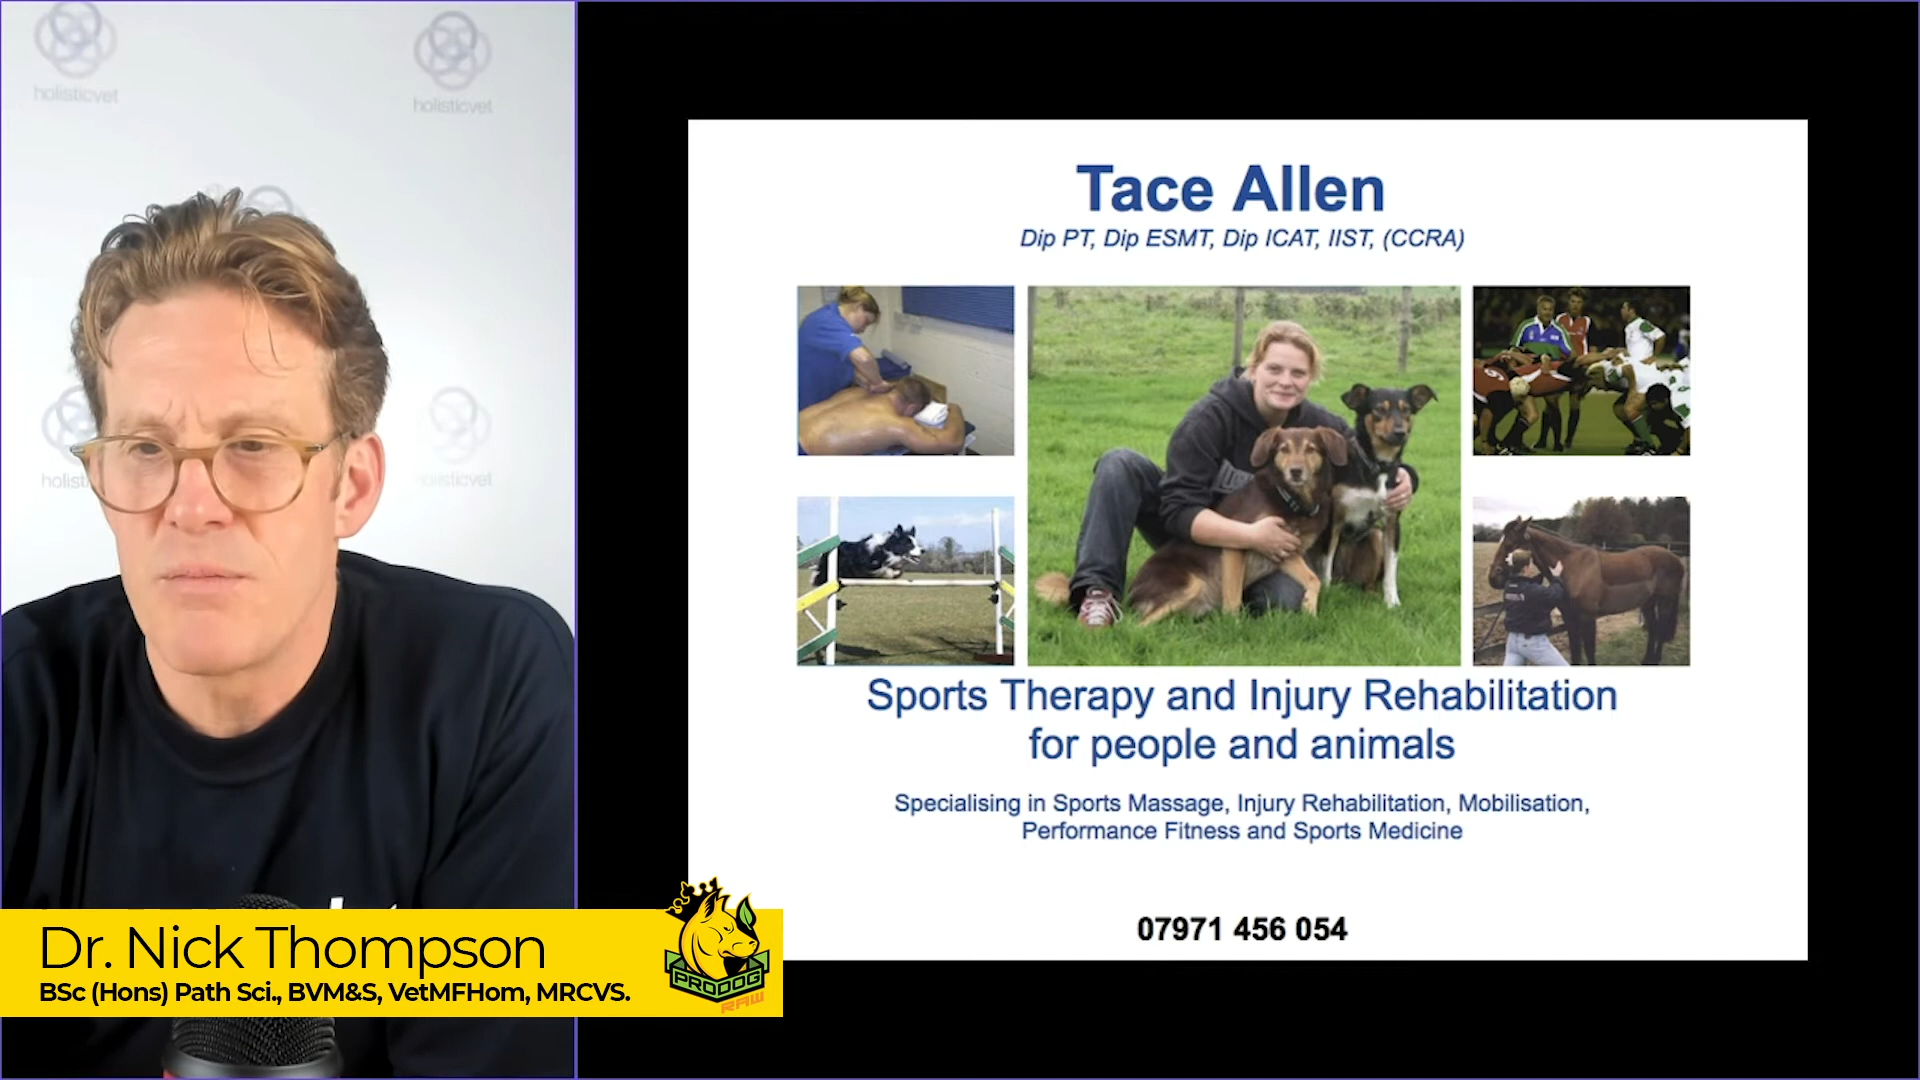 holisticvet
holisticvet
holisticvet
Tace Allen
Dip PT, Dip ESMT, Dip ICAT, IIST, (CCRA)
Sports Therapy and Injury Rehabilitation
for people and animals
Specialising in Sports Massage, Injury Rehabilitation, Mobilisation,
Performance Fitness and Sports Medicine
07971 456 054
Dr. Nick Thompson
BSc (Hons) Path Sci., BVM&S, VetMFHom, MRCVS.
PRODOG
RAW